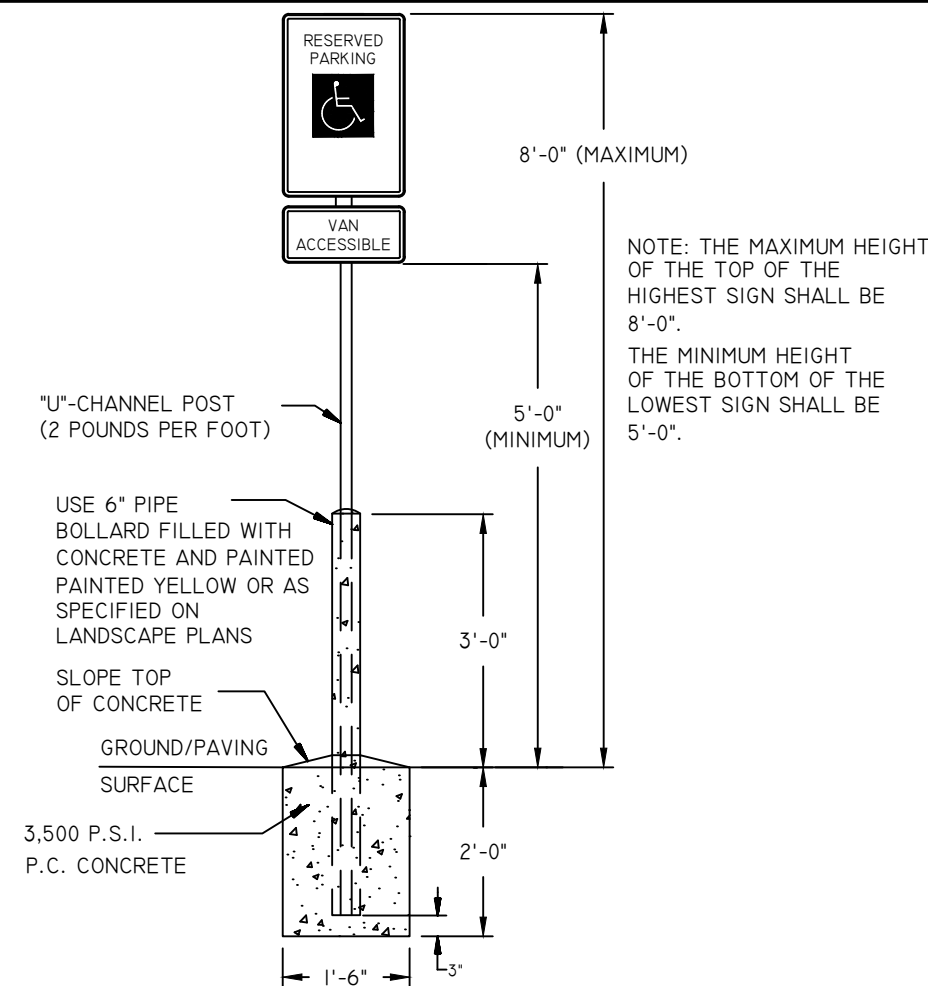 RESERVED
PARKING
8'-0" (MAXIMUM)
VAN
ACCESSIBLE
NOTE: THE MAXIMUM HEIGHT
OF THE TOP OF THE
HIGHEST SIGN SHALL BE
8'-0".
THE MINIMUM HEIGHT
OF THE BOTTOM OF THE
LOWEST SIGN SHALL BE
5'-0".
"U"-CHANNEL POST
(2 POUNDS PER FOOT)
5'-0"
(MINIMUM)
USE 6" PIPE
BOLLARD FILLED WITH
CONCRETE AND PAINTED
PAINTED YELLOW OR AS
SPECIFIED ON
LANDSCAPE PLANS
3'-0"
SLOPE TOP
OF CONCRETE
GROUND/PAVING
SURFACE
3,500 P.S.I.
P.C. CONCRETE
2'-0"
1'-6"
3"